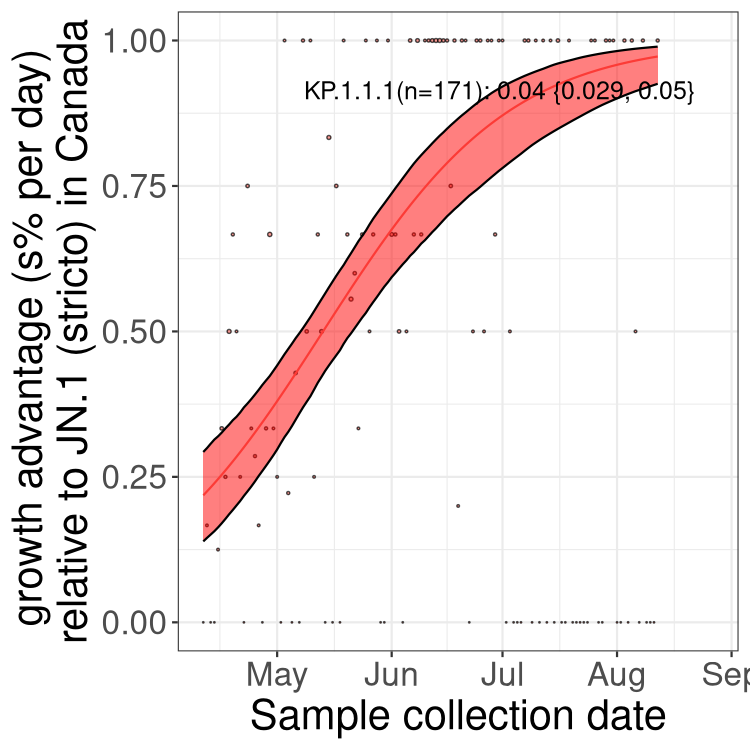 growth advantage (s% per day)
relative to JN.1 (stricto) in Canada
1.00
0.75
0.50
0.25
0.00
KP.1.1.1(n=171): 0.04 {0.029, 0.05}
May Jun Jul Aug Sep
Sample collection date